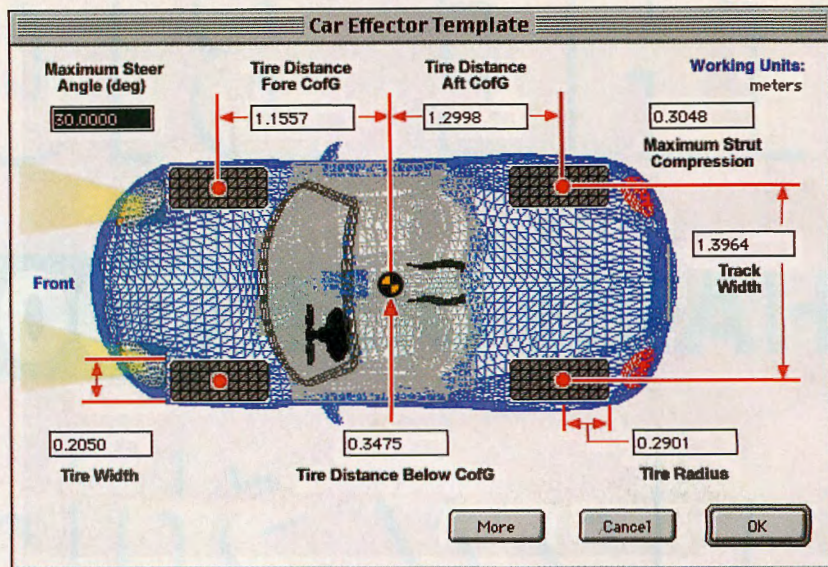 Car Effector Template
Maximum Steer
Angle (deg)
30.0000
Tire Distance
Fore CofG
1.1557
Tire Distance
Aft CofG
1.2998
Working Units:
meters
0.3048
Maximum Strut
Compression
1.3964
Track
Width
Front
0.2050
Tire Width
0.3475
Tire Distance Below CofG
0.2901
Tire Radius
More
Cancel
OK